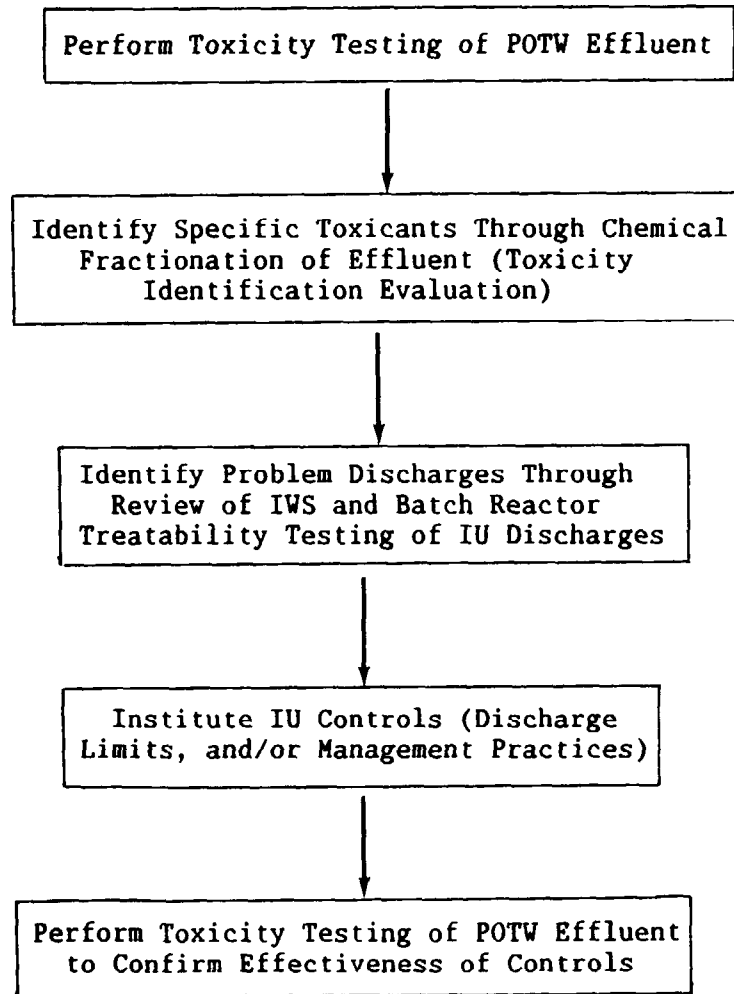 Perform Toxicity Testing of POTW Effluent
Identify Specific Toxicants Through Chemical
Fractionation of Effluent (Toxicity
Identification Evaluation)
Identify Problem Discharges Through
Review of IWS and Batch Reactor
Treatability Testing of IU Discharges
Institute IU Controls (Discharge
Limits, and/or Management Practices)
Perform Toxicity Testing of POTW Effluent
to Confirm Effectiveness of Controls